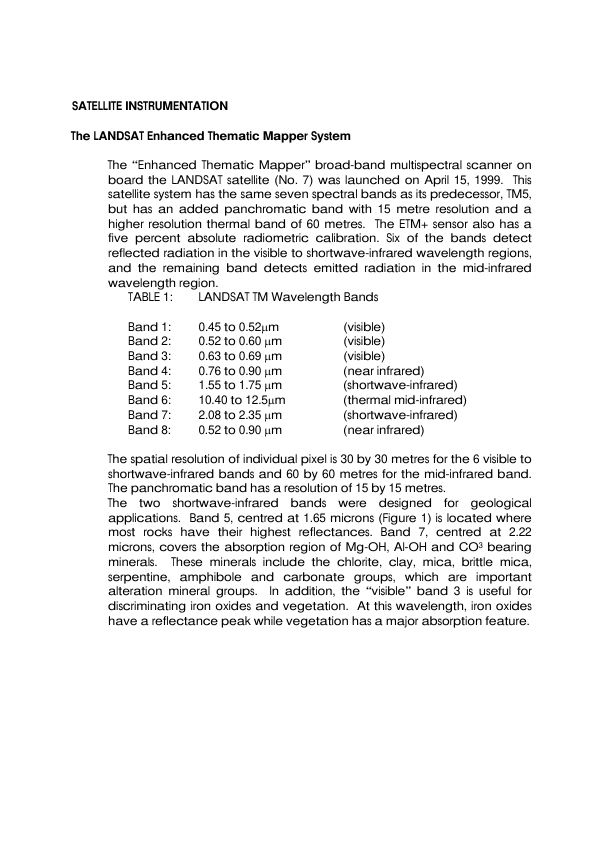 SATELLITE INSTRUMENTATION
The LANDSAT Enhanced Thematic Mapper System
The “Enhanced Thematic Mapper” broad-band multispectral scanner on
board the LANDSAT satellite (No. 7) was launched on April 15, 1999. This
satellite system has the same seven spectral bands as its predecessor, TM5,
but has an added panchromatic band with 15 metre resolution and a
higher resolution thermal band of 60 metres. The ETM+ sensor also has a
five percent absolute radiometric calibration. Six of the bands detect
reflected radiation in the visible to shortwave-infrared wavelength regions,
and the remaining band detects emitted radiation in the mid-infrared
wavelength region.
TABLE 1: LANDSAT TM Wavelength Bands
Band 1: 0.45 to 0.52µm (visible)
Band 2: 0.52 to 0.60 µm (visible)
Band 3: 0.63 to 0.69 µm (visible)
Band 4: 0.76 to 0.90 µm (near infrared)
Band 5: 1.55 to 1.75 µm (shortwave-infrared)
Band 6: 10.40 to 12.5µm (thermal mid-infrared)
Band 7: 2.08 to 2.35 µm (shortwave-infrared)
Band 8: 0.52 to 0.90 µm (near infrared)
The spatial resolution of individual pixel is 30 by 30 metres for the 6 visible to
shortwave-infrared bands and 60 by 60 metres for the mid-infrared band.
The panchromatic band has a resolution of 15 by 15 metres.
The two shortwave-infrared bands were designed for geological
applications. Band 5, centred at 1.65 microns (Figure 1) is located where
most rocks have their highest reflectances. Band 7, centred at 2.22
microns, covers the absorption region of Mg-OH, Al-OH and CO³ bearing
minerals. These minerals include the chlorite, clay, mica, brittle mica,
serpentine, amphibole and carbonate groups, which are important
alteration mineral groups. In addition, the “visible” band 3 is useful for
discriminating iron oxides and vegetation. At this wavelength, iron oxides
have a reflectance peak while vegetation has a major absorption feature.